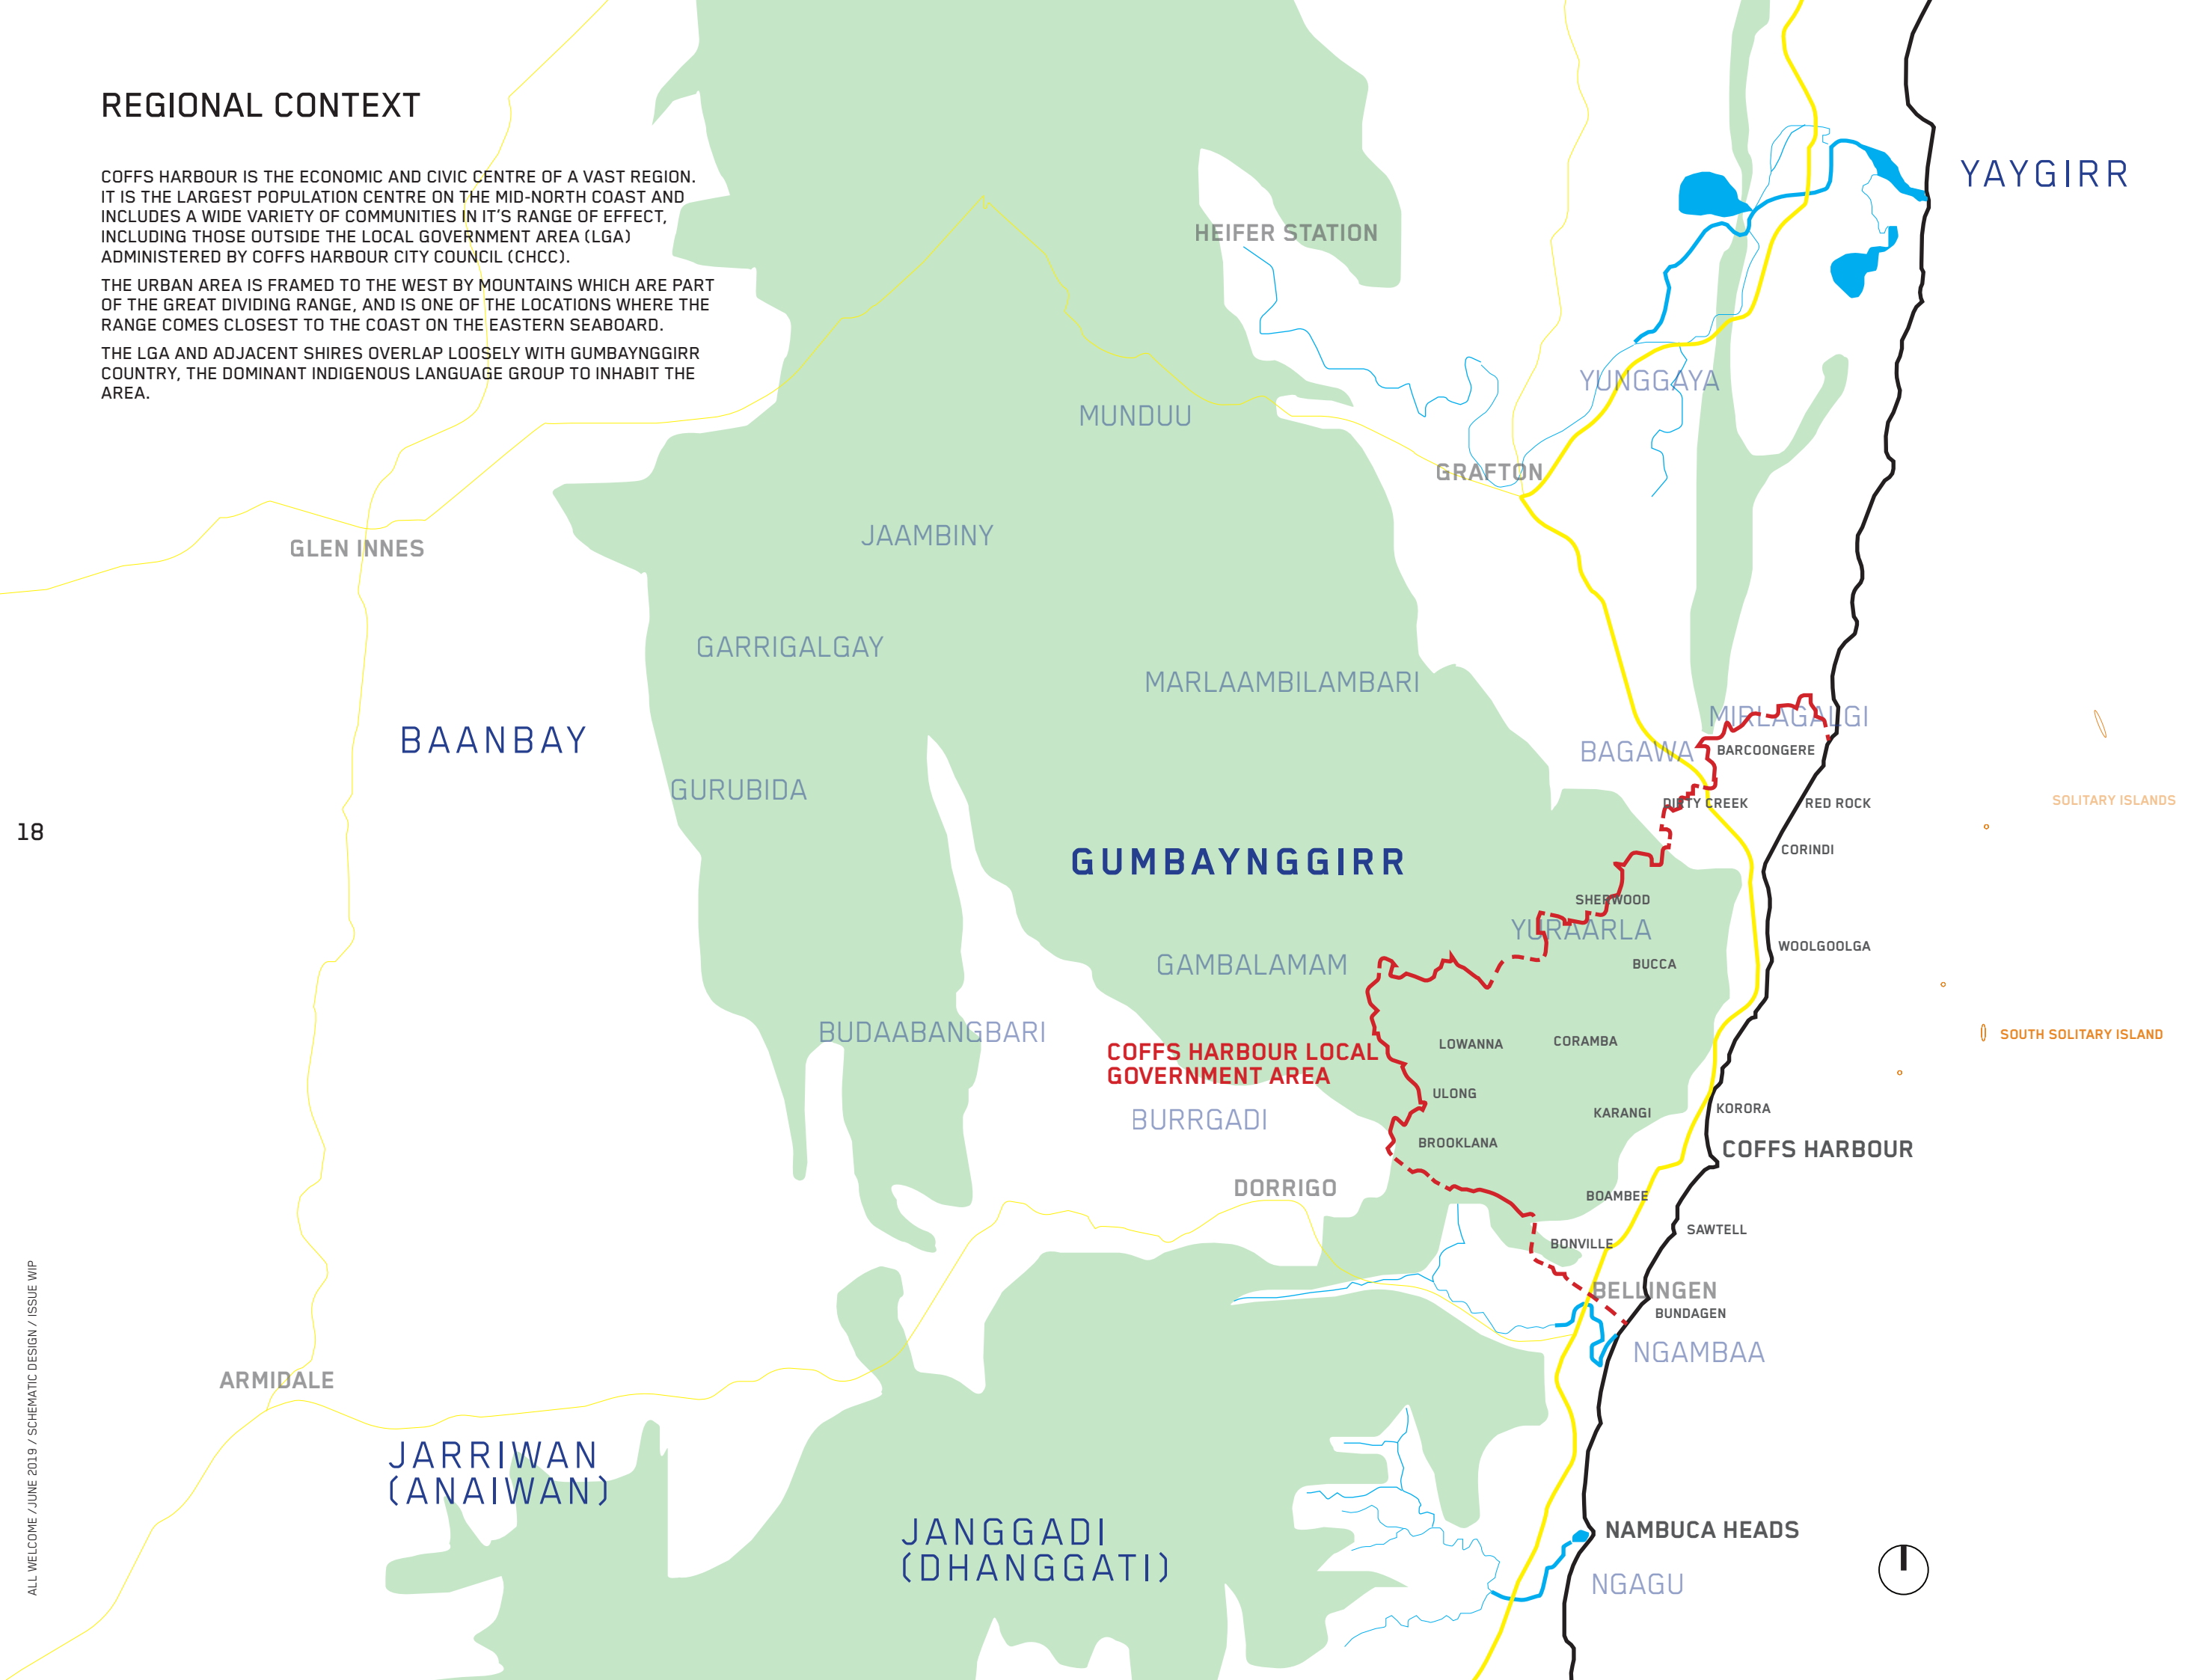 REGIONAL CONTEXT
COFFS HARBOUR IS THE ECONOMIC AND CIVIC CENTRE OF A VAST REGION.
IT IS THE LARGEST POPULATION CENTRE ON THE MID-NORTH COAST AND
INCLUDES A WIDE VARIETY OF COMMUNITIES IN IT'S RANGE OF EFFECT,
INCLUDING THOSE OUTSIDE THE LOCAL GOVERNMENT AREA (LGA)
ADMINISTERED BY COFFS HARBOUR CITY COUNCIL (CHCC).
THE URBAN AREA IS FRAMED TO THE WEST BY MOUNTAINS WHICH ARE PART
OF THE GREAT DIVIDING RANGE, AND IS ONE OF THE LOCATIONS WHERE THE
RANGE COMES CLOSEST TO THE COAST ON THE EASTERN SEABOARD.
THE LGA AND ADJACENT SHIRES OVERLAP LOOSELY WITH GUMBAYNGGIRR
COUNTRY, THE DOMINANT INDIGENOUS LANGUAGE GROUP TO INHABIT THE
AREA.
YAYGIRR
HEIFER STATION
YUNGGAYA
MUNDUU
GRAFTON
JAAMBINY
GLEN INNES
GARRIGALGAY
MARLAAMBILAMBARI
MIRLAGALGI
BAANBAY
BAGAWA
BARCOONGERE
GURUBIDA
DIRTY CREEK
RED ROCK
SOLITARY ISLANDS
18
CORINDI
GUMBAYNGGIRR
SHERWOOD
YURAARLA
WOOLGOOLGA
GAMBALAMAM
BUCCA
BUDAABANGBARI
SOUTH SOLITARY ISLAND
COFFS HARBOUR LOCAL
GOVERNMENT AREA
LOWANNA
CORAMBA
ULONG
BURRGADI
KARANGI
KORORA
BROOKLANA
COFFS HARBOUR
DORRIGO
BOAMBEE
SAWTELL
BONVILLE
BELLINGEN
BUNDAGEN
NGAMBAA
ARMIDALE
JARRIWAN
(ANAIWAN)
JANGGADI
(DHANGGATI)
NAMBUCA HEADS
NGAGU
ALL WELCOME /JUNE 2019 / SCHEMATIC DESIGN / ISSUE WIP